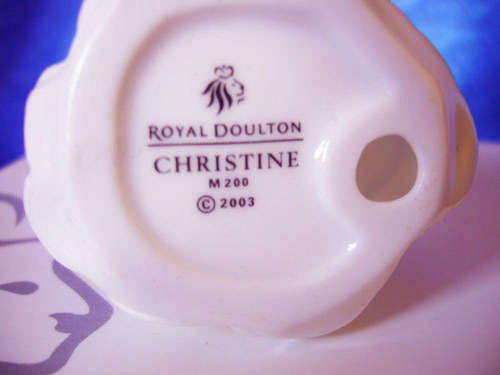 ROYAL DOULTON
CHRISTINE
M 200
© 2003